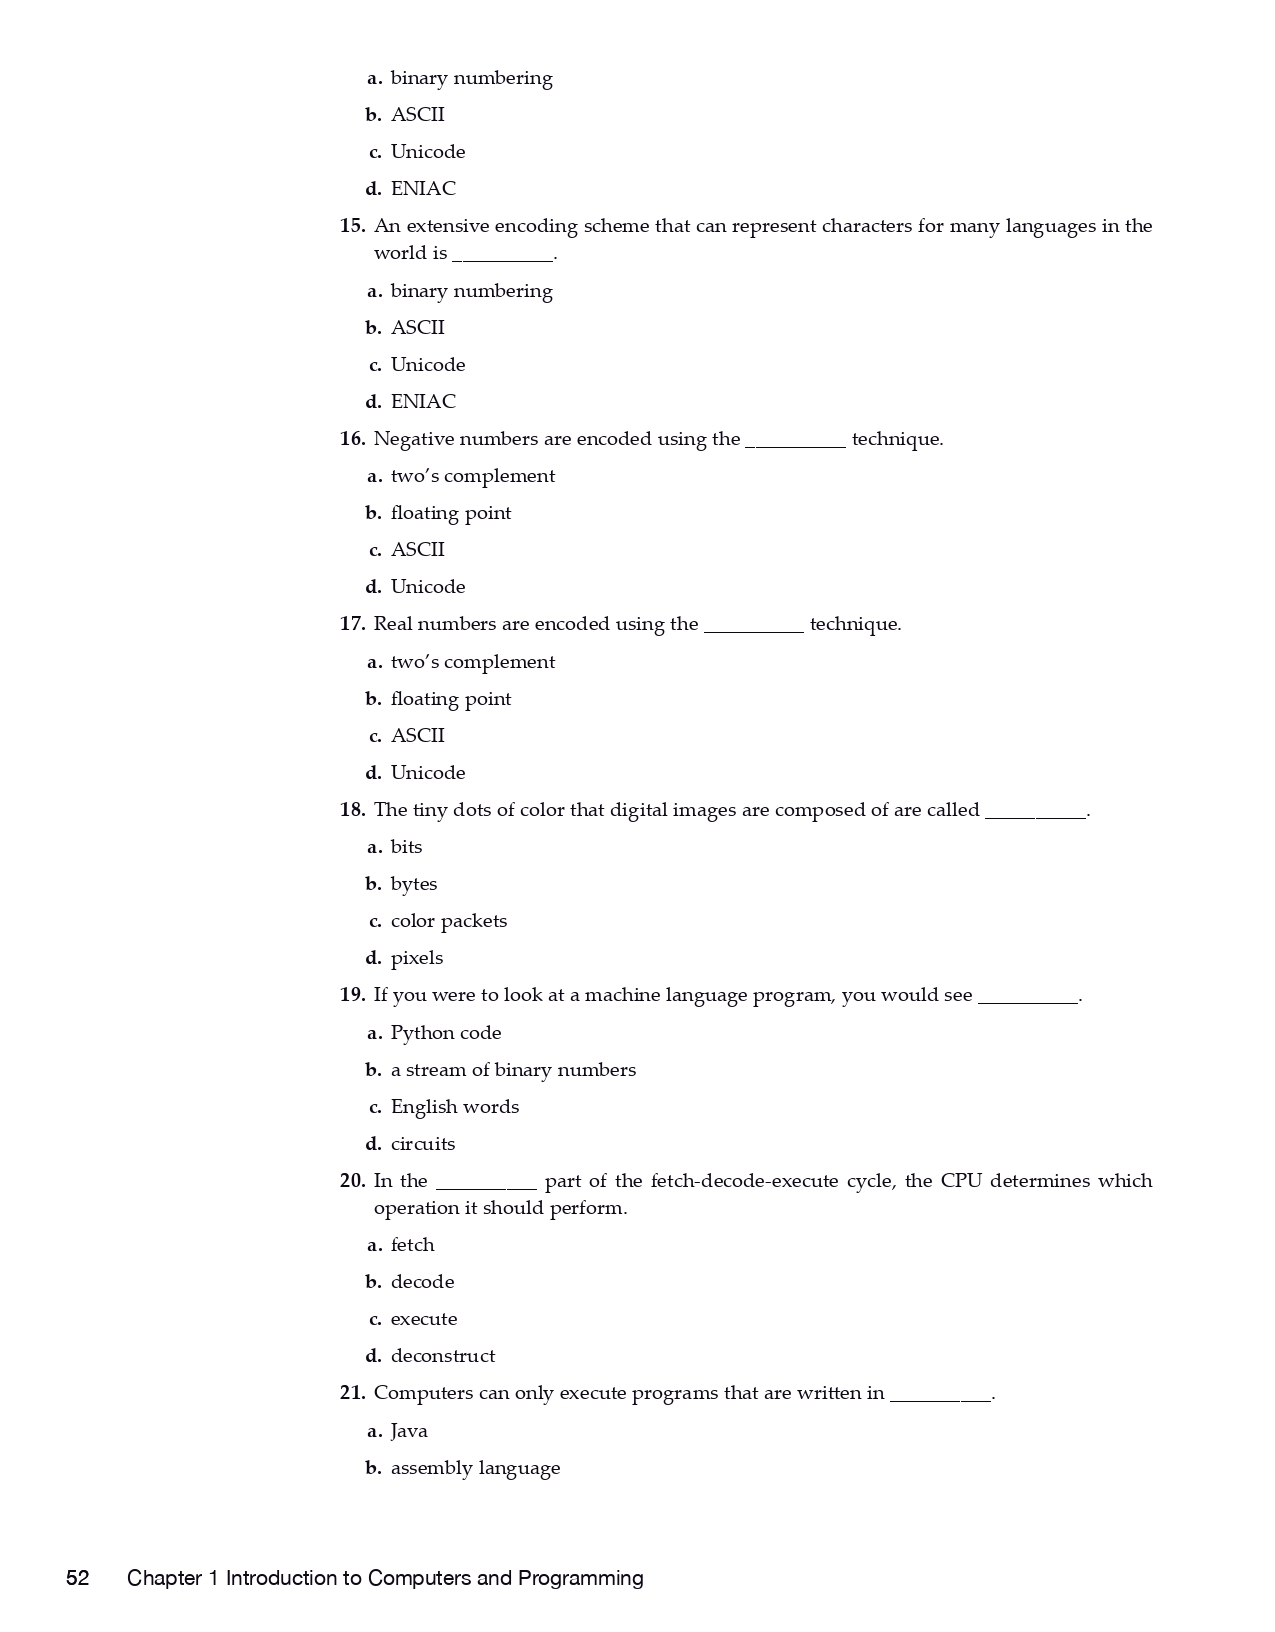 a. binary numbering
b. ASCII
c. Unicode
d. ENIAC
15. An extensive encoding scheme that can represent characters for many languages in the
world is __________.
a. binary numbering
b. ASCII
c. Unicode
d. ENIAC
16. Negative numbers are encoded using the __________ technique.
a. two’s complement
b. floating point
c. ASCII
d. Unicode
17. Real numbers are encoded using the __________ technique.
a. two’s complement
b. floating point
c. ASCII
d. Unicode
18. The tiny dots of color that digital images are composed of are called __________.
a. bits
b. bytes
c. color packets
d. pixels
19. If you were to look at a machine language program, you would see __________.
a. Python code
b. a stream of binary numbers
c. English words
d. circuits
20. In the __________ part of the fetch-decode-execute cycle, the CPU determines which
operation it should perform.
a. fetch
b. decode
c. execute
d. deconstruct
21. Computers can only execute programs that are written in __________.
a. Java
b. assembly language
52 Chapter 1 Introduction to Computers and Programming